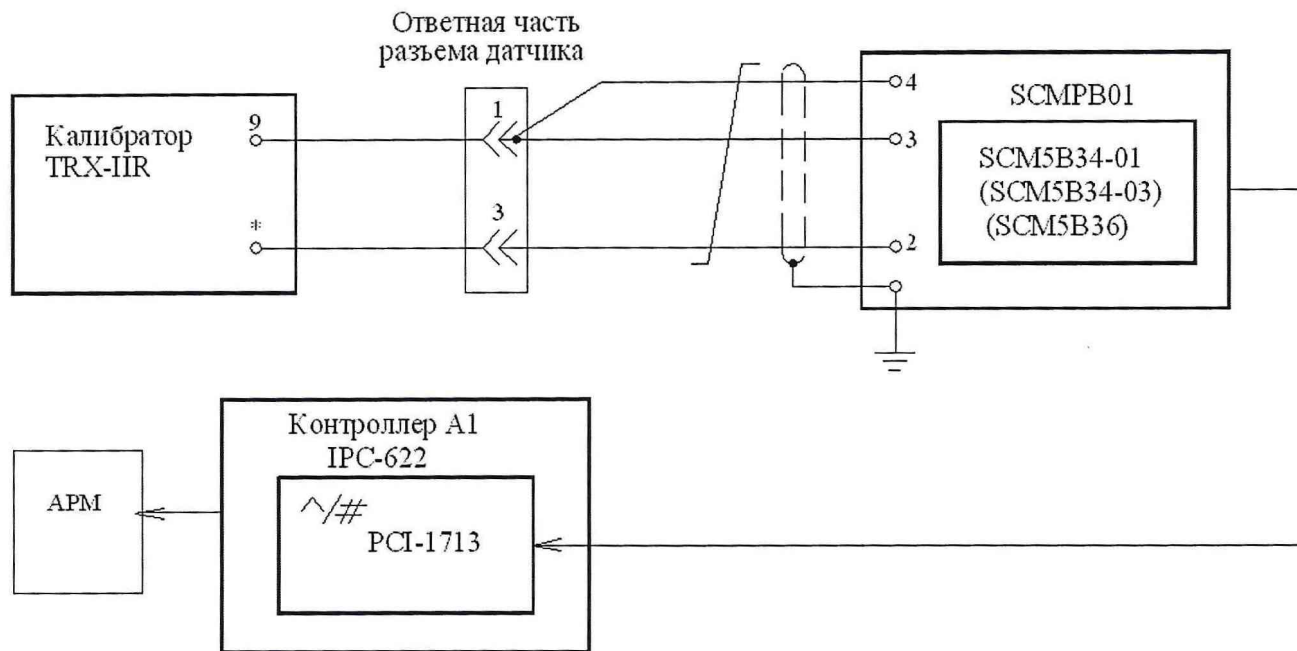 Ответная часть
разъема датчика
Калибратор
TRX-IIR
9
*
1
3
4
3
2
SCMPB01
SCM5B34-01
(SCM5B34-03)
(SCM5B36)
АРМ
Контроллер А1
IPC-622
^/#
PCI-1713